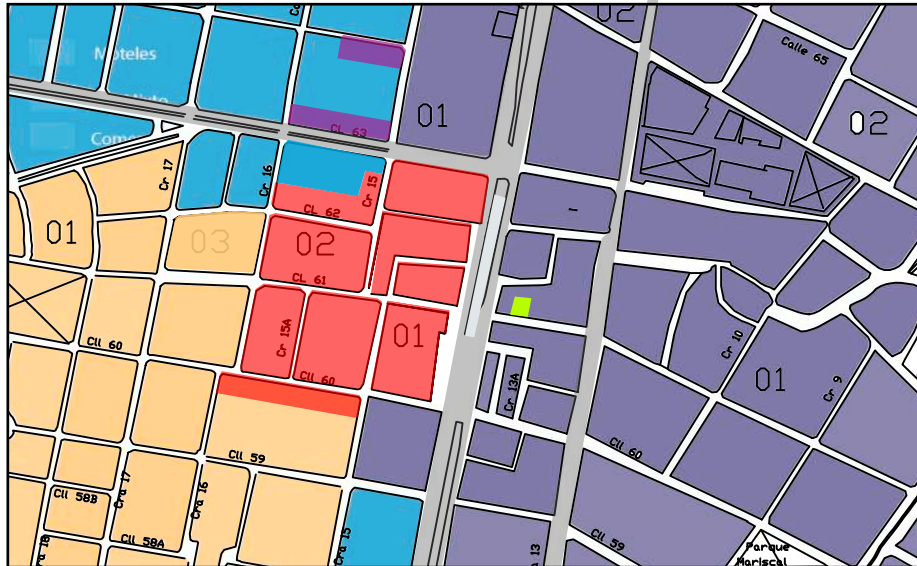 02
Calle 65
Moteles
01
02
CL 63
Cr 17
Cr 16
Cr 15
CL 62
01
03
02
CL 61
Cll 60
Cr 15A
01
Cr 10
Cll 60
Cr 13A
01
Cr 9
Cll 59
Cll 60
Cra 17
Cra 16
Cll 58B
Cll 58A
Cra 15
13
Cll 59
Parque
Mariscal